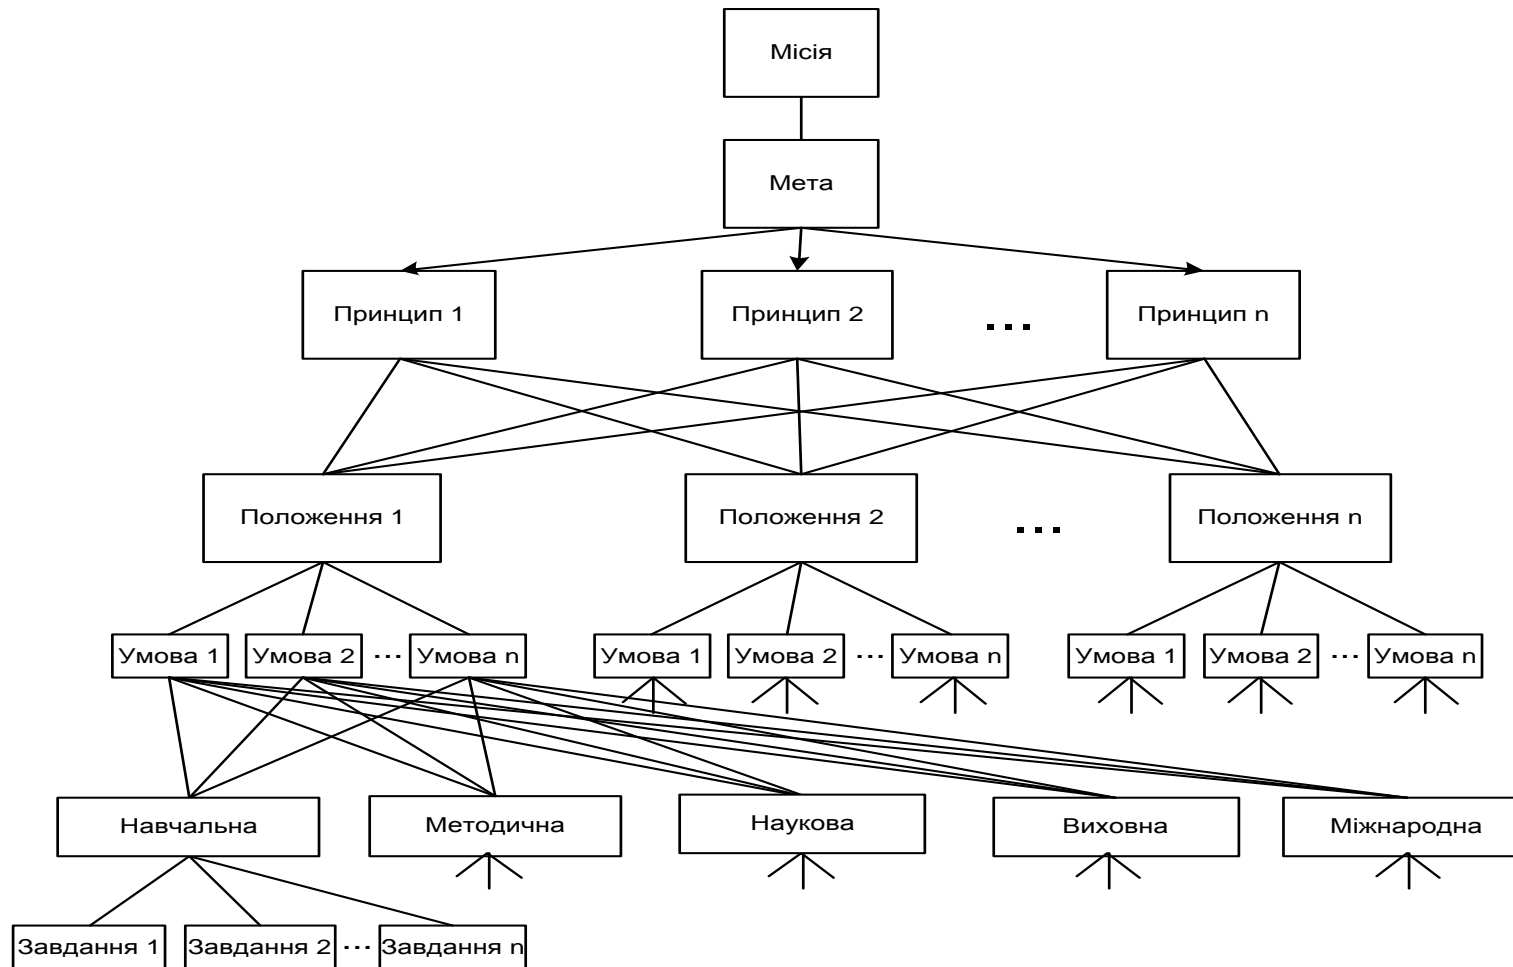 Місія
Мета
Принцип 1
Принцип 2
...
Принцип n
Положення 1
Положення 2
...
Положення n
Умова 1
Умова 2
...
Умова n
Умова 1
Умова 2
...
Умова n
Умова 1
Умова 2
...
Умова n
Навчальна
Методична
Наукова
Виховна
Міжнародна
Завдання 1
Завдання 2
...
Завдання n